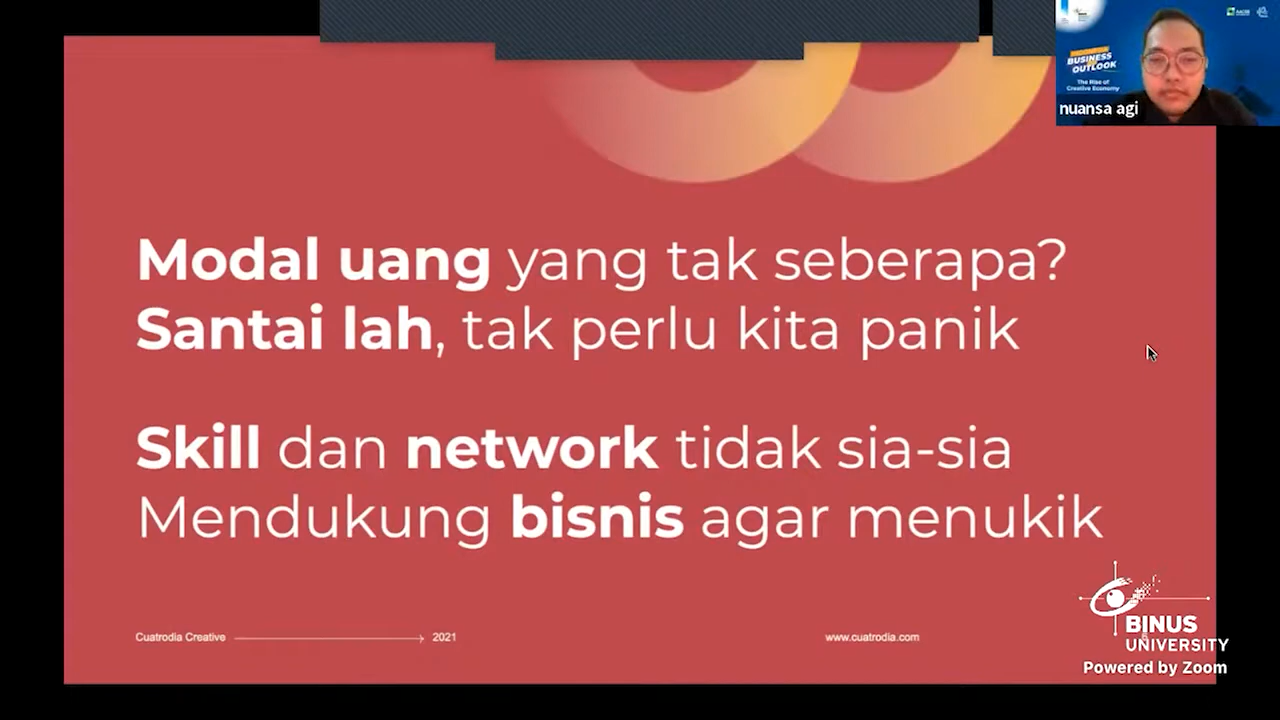 INDONESIA
BUSINESS
OUTLOOK
The Rise of
Creative Economy
nuansa agi
Modal uang yang tak seberapa?
Santai lah, tak perlu kita panik
Skill dan network tidak sia-sia
Mendukung bisnis agar menukik
Cuatrodia Creative
2021
www.cuatrodia.com
BINUS
UNIVERSITY
Powered by Zoom